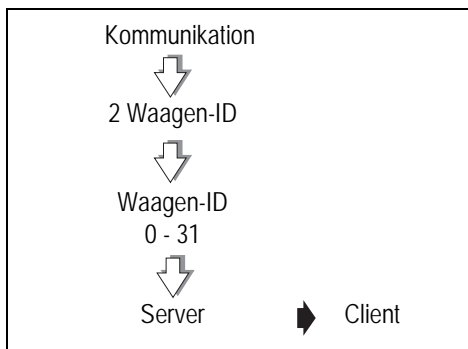 Kommunikation
2 Waagen-ID
Waagen-ID
0 - 31
Server Client